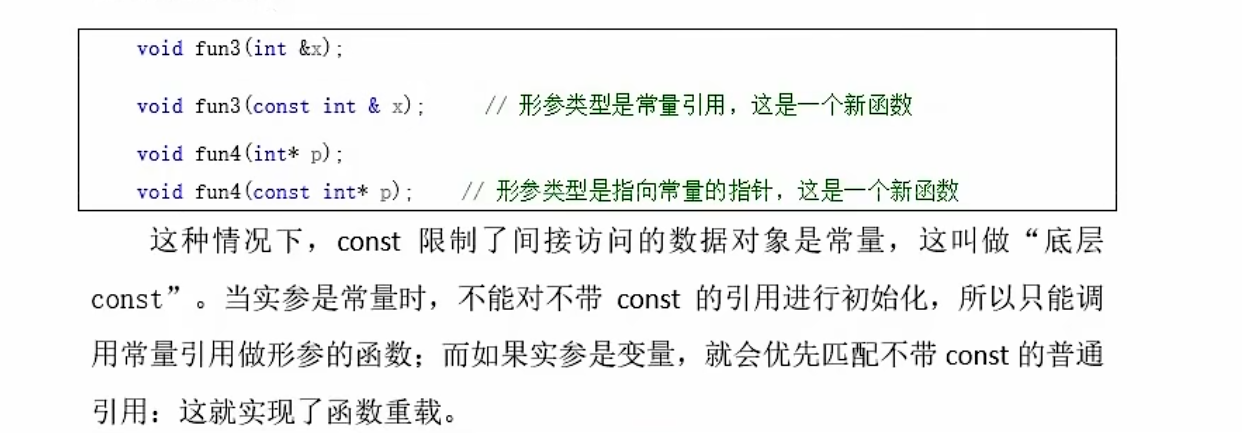 void fun3(int &x);
void fun3(const int & x);    // 形参类型是常量引用，这是一个新函数
void fun4(int* p);
void fun4(const int* p);    // 形参类型是指向常量的指针，这是一个新函数
这种情况下，const 限制了间接访问的数据对象是常量，这叫做“底层
const”。当实参是常量时，不能对不带 const 的引用进行初始化，所以只能调
用常量引用做形参的函数；而如果实参是变量，就会优先匹配不带 const 的普通
引用：这就实现了函数重载。